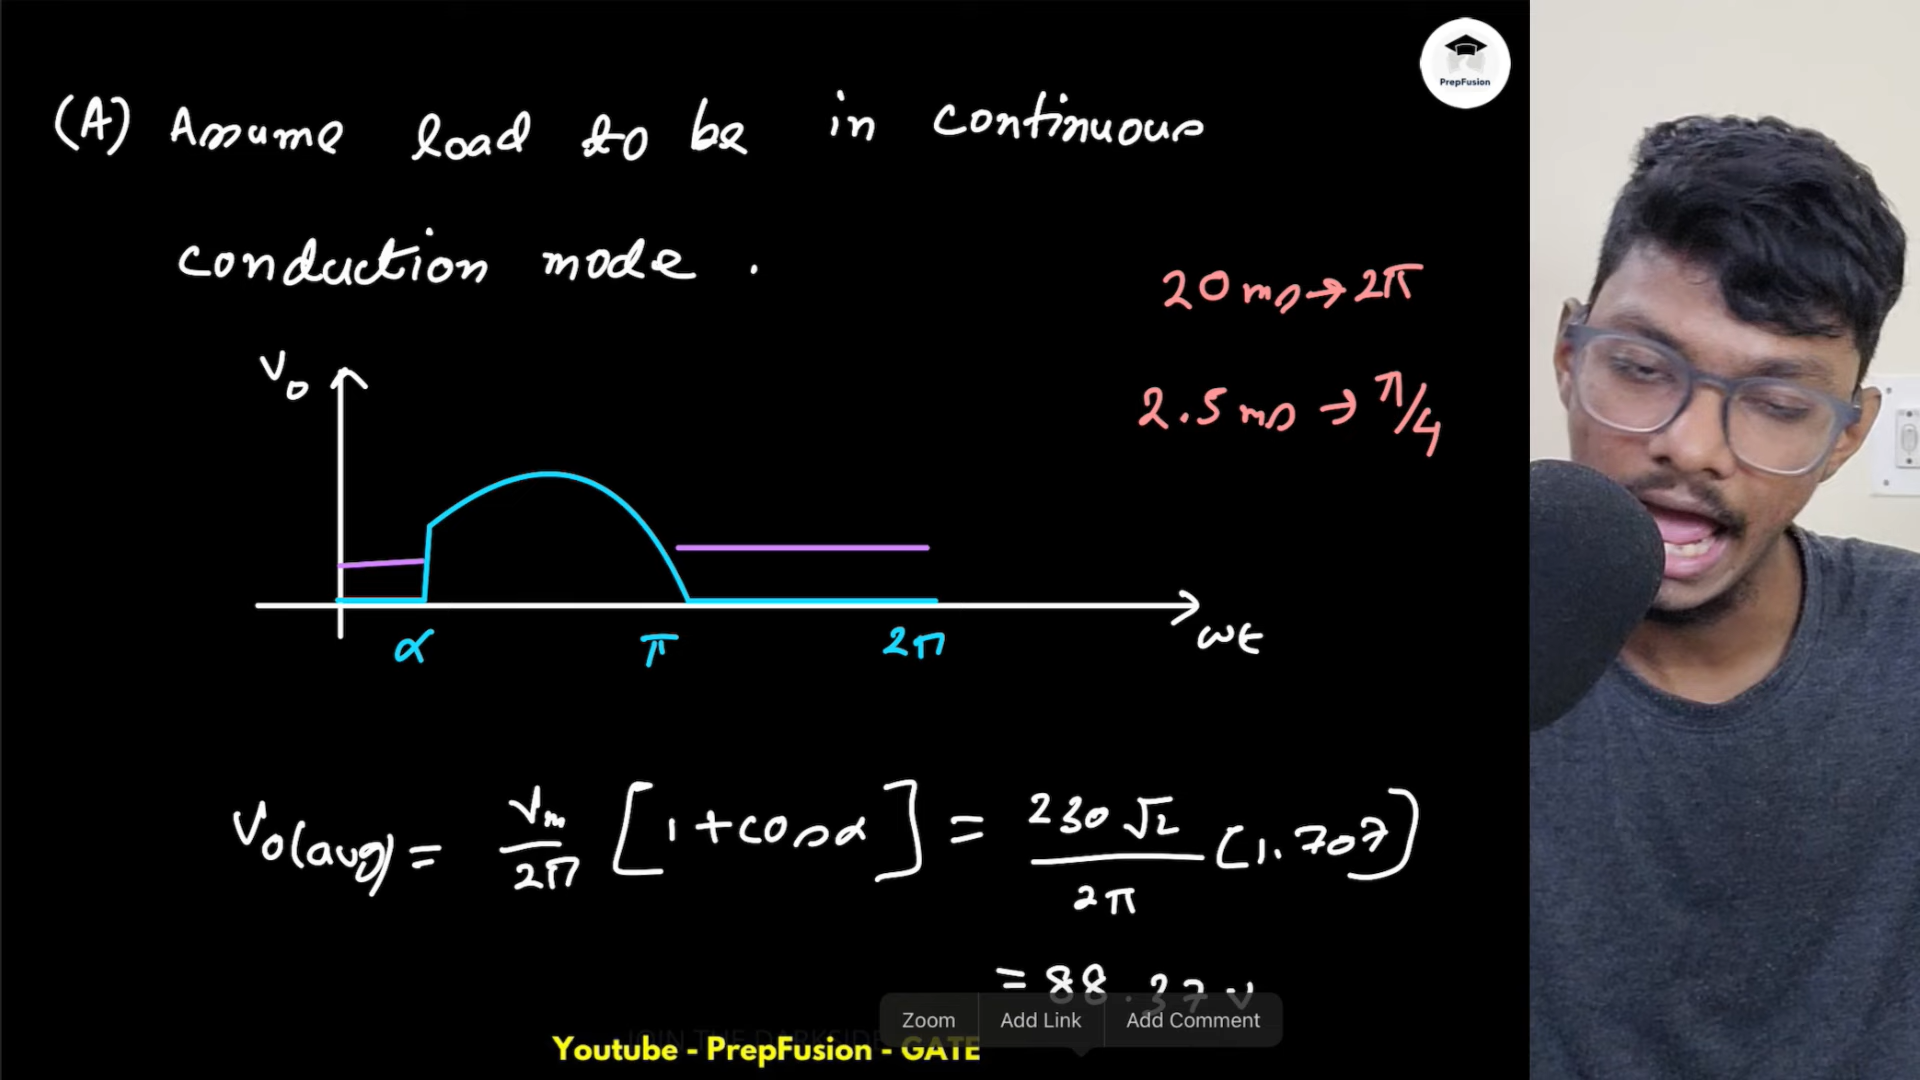 PrepFusion
(A) Assume load to be in continuous
conduction mode .
20 ms → 2π
2.5 ms → π/4
V₀
α π 2π ωt
V₀(avg) = Vₘ/2π [1+cosα] = 230√2/2π (1.707)
= 88.37 V
Zoom Add Link Add Comment
Youtube - PrepFusion - GATE